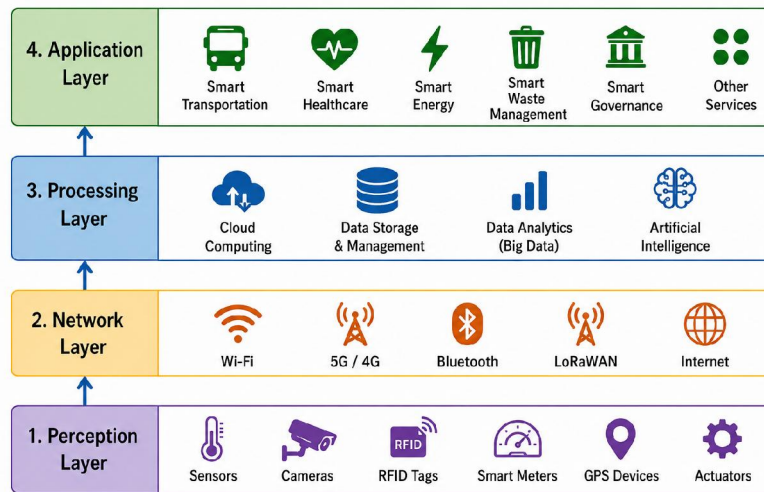 4. Application
Layer
Smart
Transportation
Smart
Healthcare
Smart
Energy
Smart
Waste
Management
Smart
Governance
Other
Services
3. Processing
Layer
Cloud
Computing
Data Storage
& Management
Data Analytics
(Big Data)
Artificial
Intelligence
2. Network
Layer
Wi-Fi
5G / 4G
Bluetooth
LoRaWAN
Internet
1. Perception
Layer
Sensors
Cameras
RFID
RFID Tags
Smart Meters
GPS Devices
Actuators